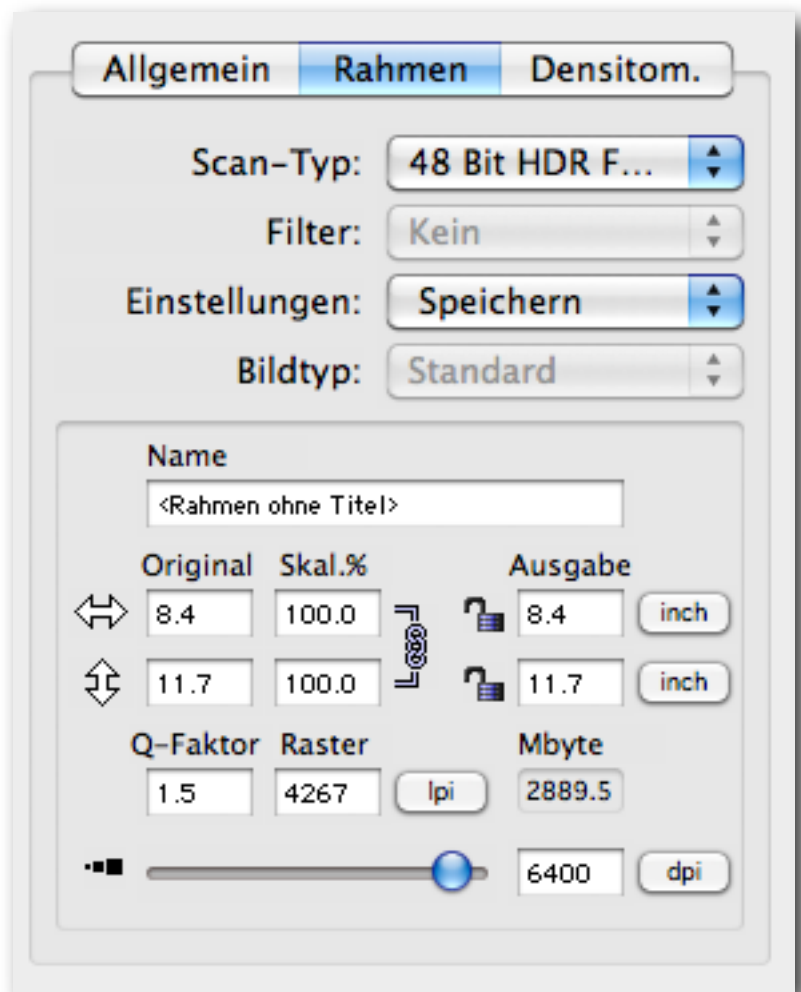 Allgemein Rahmen Densitom.
Scan-Typ: 48 Bit HDR F...
Filter: Kein
Einstellungen: Speichern
Bildtyp: Standard
Name
<Rahmen ohne Titel>
Original Skal.% Ausgabe
8.4 100.0 8.4 inch
11.7 100.0 11.7 inch
Q-Faktor Raster Mbyte
1.5 4267 lpi 2889.5
6400 dpi